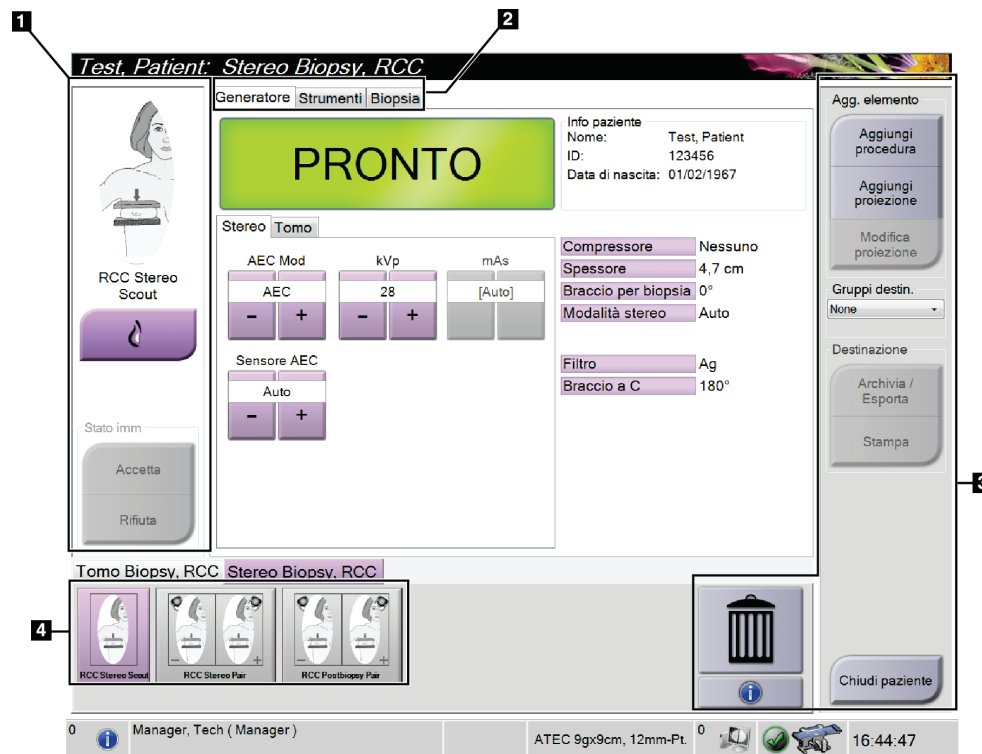 1
2
Test, Patient: Stereo Biopsy, RCC
Generatore Strumenti Biopsia
PRONTO
Info paziente
Nome: Test, Patient
ID: 123456
Data di nascita: 01/02/1967
RCC Stereo
Scout
Stato imm
Accetta
Rifiuta
Stereo Tomo
AEC Mod kVp mAs
AEC 28 [Auto]
- + - +
Sensore AEC
Auto
- +
Compressore Nessuno
Spessore 4,7 cm
Braccio per biopsia 0°
Modalità stereo Auto
Filtro Ag
Braccio a C 180°
Agg. elemento
Aggiungi
procedura
Aggiungi
proiezione
Modifica
proiezione
Gruppi destin.
None
Destinazione
Archivia /
Esporta
Stampa
3
Tomo Biopsy, RCC Stereo Biopsy, RCC
4
RCC Stereo Scout RCC Stereo Pair RCC Postbiopsy Pair
- + - +
Chiudi paziente
0 Manager, Tech ( Manager ) ATEC 9gx9cm, 12mm-Pt. 0 16:44:47